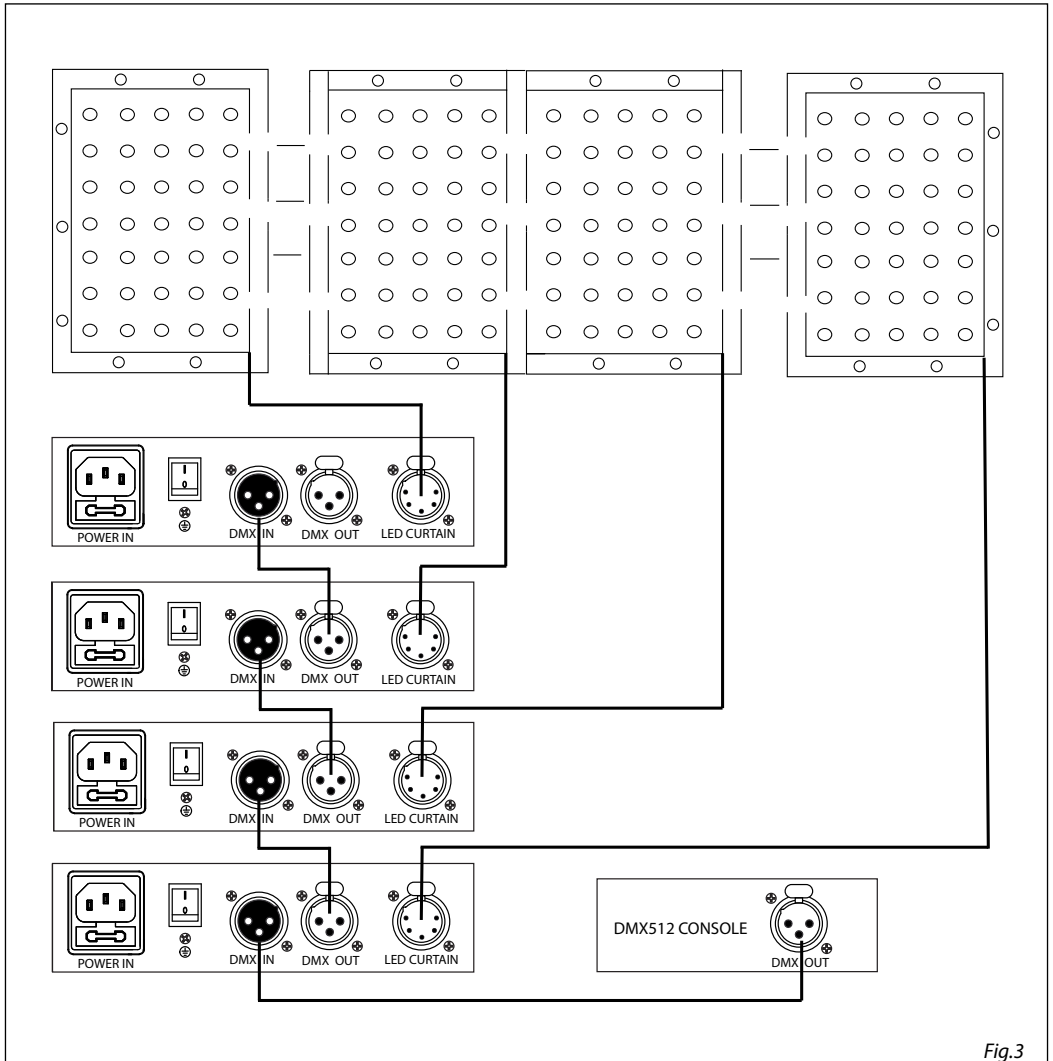 I
O
DMX IN DMX OUT LED CURTAIN
POWER IN
I
O
DMX IN DMX OUT LED CURTAIN
POWER IN
I
O
DMX IN DMX OUT LED CURTAIN
POWER IN
I
O
DMX512 CONSOLE
DMX IN DMX OUT LED CURTAIN
POWER IN
DMX OUT
Fig.3